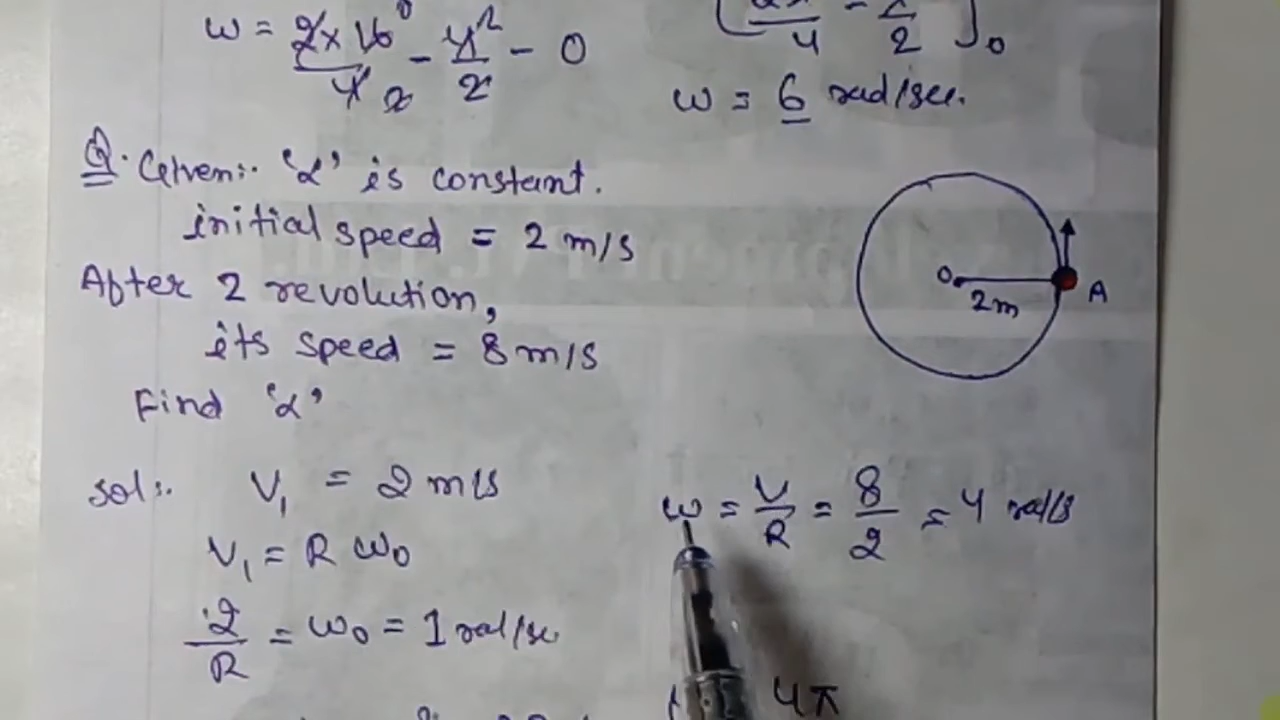 ω = 2×16/4 - 4²/2 - 0
ω = 6 rad/sec.
Q. Given:- 'α' is constant.
initial speed = 2 m/s
After 2 revolution,
its speed = 8 m/s
Find 'α'
O
2m
A
Sol:. V₁ = 2 m/s
V₁ = R ω₀
2/R = ω₀ = 1 rad/sec
ω = V/R = 8/2 = 4 rad/s
4π